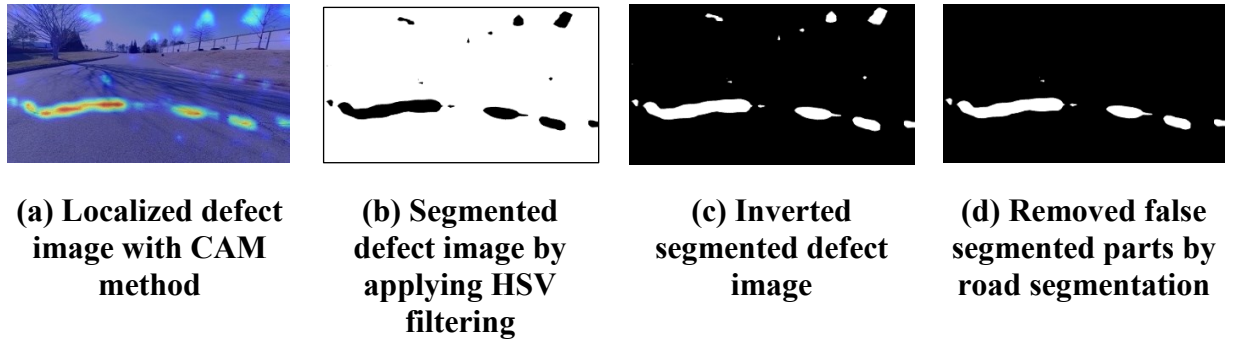 (a) Localized defect
image with CAM
method
(b) Segmented
defect image by
applying HSV
filtering
(c) Inverted
segmented defect
image
(d) Removed false
segmented parts by
road segmentation